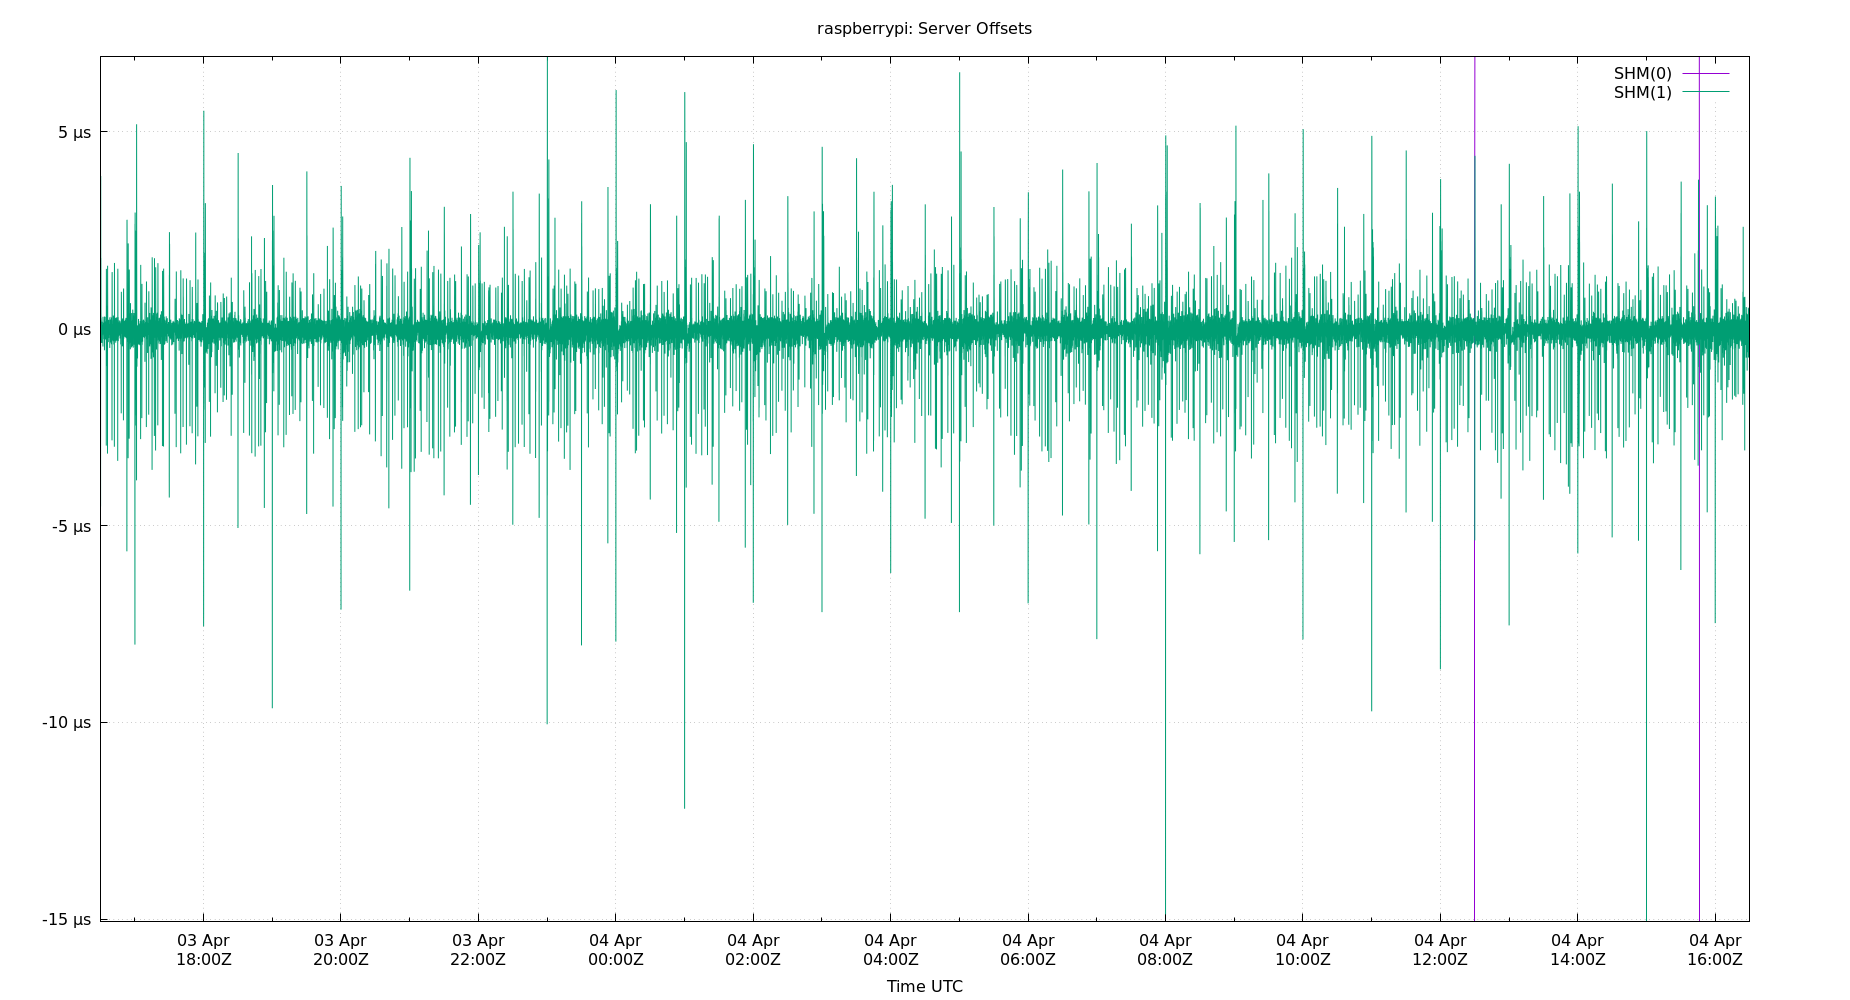 raspberrypi: Server Offsets
SHM(0)
SHM(1)
5 µs
0 µs
-5 µs
-10 µs
-15 µs
03 Apr 03 Apr 03 Apr 04 Apr 04 Apr 04 Apr 04 Apr 04 Apr 04 Apr 04 Apr 04 Apr 04 Apr
18:00Z 20:00Z 22:00Z 00:00Z 02:00Z 04:00Z 06:00Z 08:00Z 10:00Z 12:00Z 14:00Z 16:00Z
Time UTC